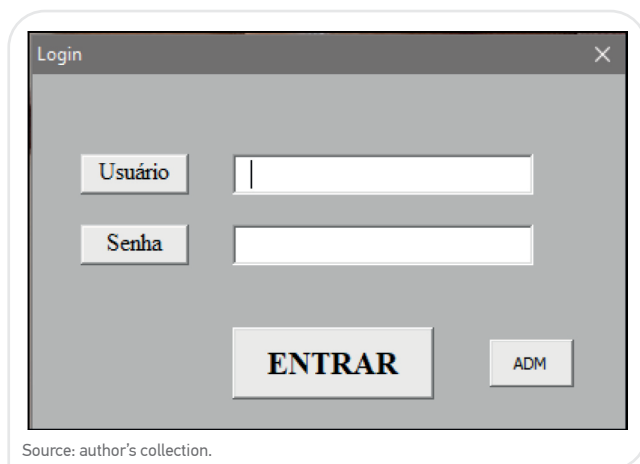 Login
Usuário
Senha
ENTRAR ADM
Source: author's collection.